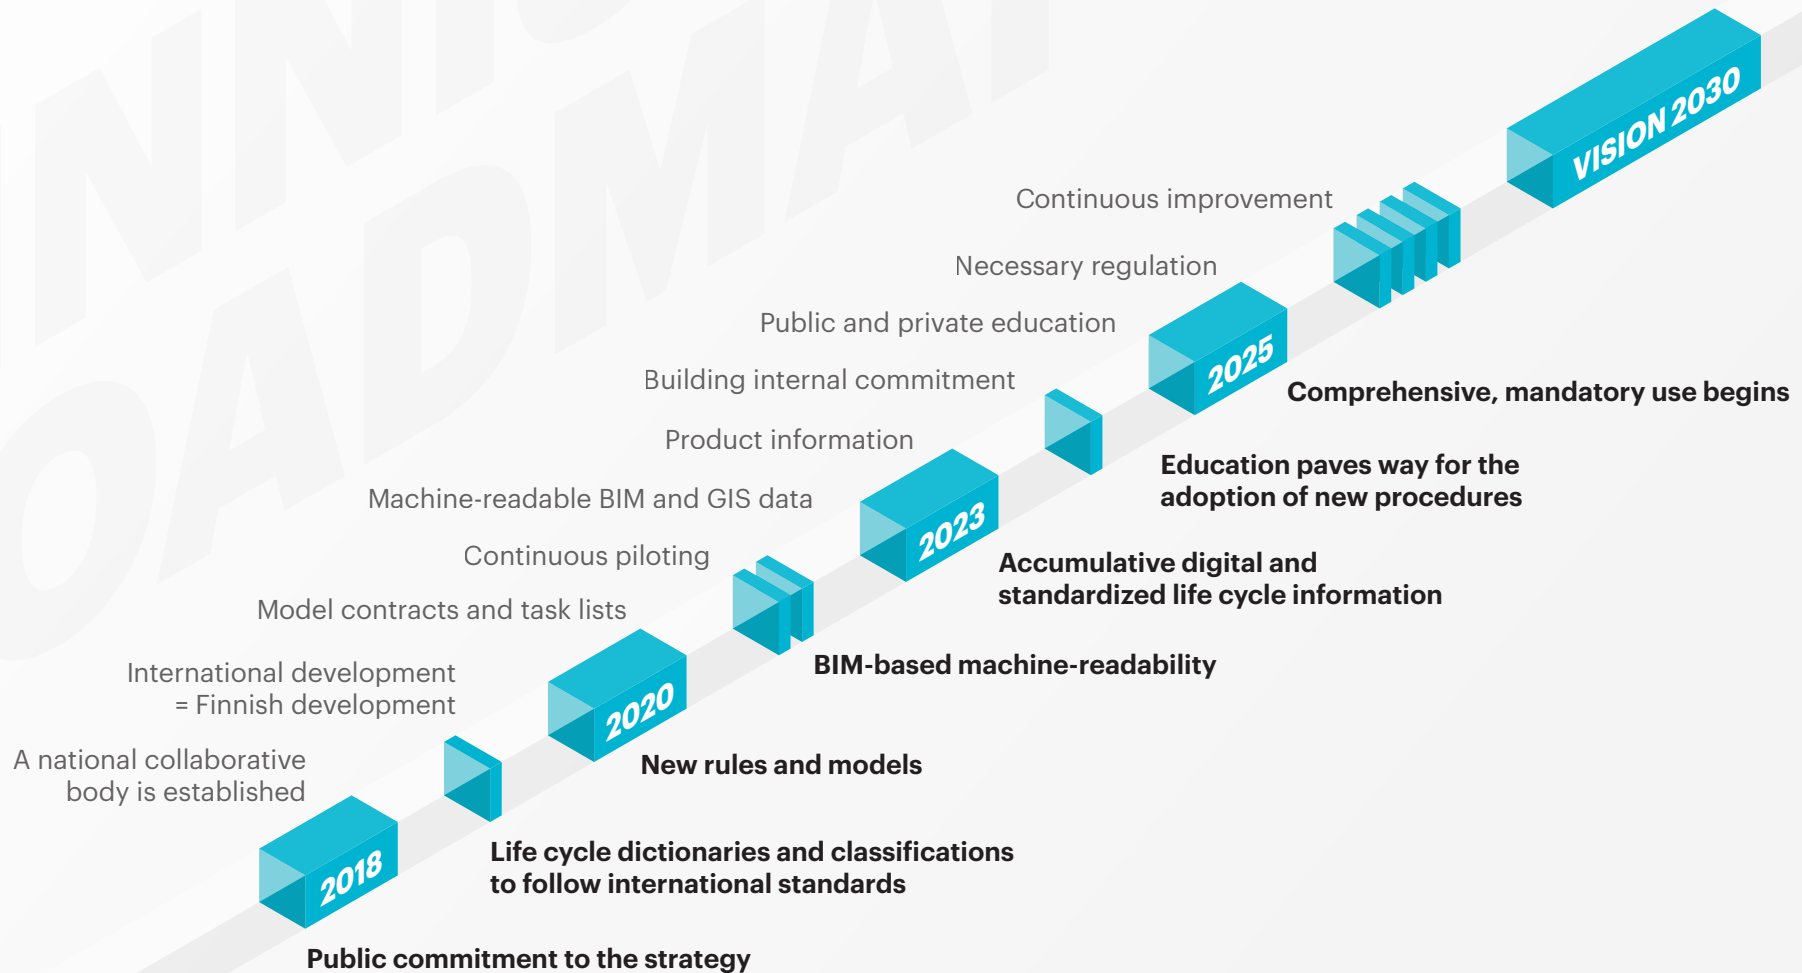 NNIS
ROADMAP
VISION 2030
Continuous improvement
Necessary regulation
Public and private education
2025
Building internal commitment
Comprehensive, mandatory use begins
Product information
Education paves way for the
adoption of new procedures
Machine-readable BIM and GIS data
2023
Continuous piloting
Accumulative digital and
standardized life cycle information
Model contracts and task lists
BIM-based machine-readability
International development
= Finnish development
2020
A national collaborative
body is established
New rules and models
Life cycle dictionaries and classifications
to follow international standards
2018
Public commitment to the strategy